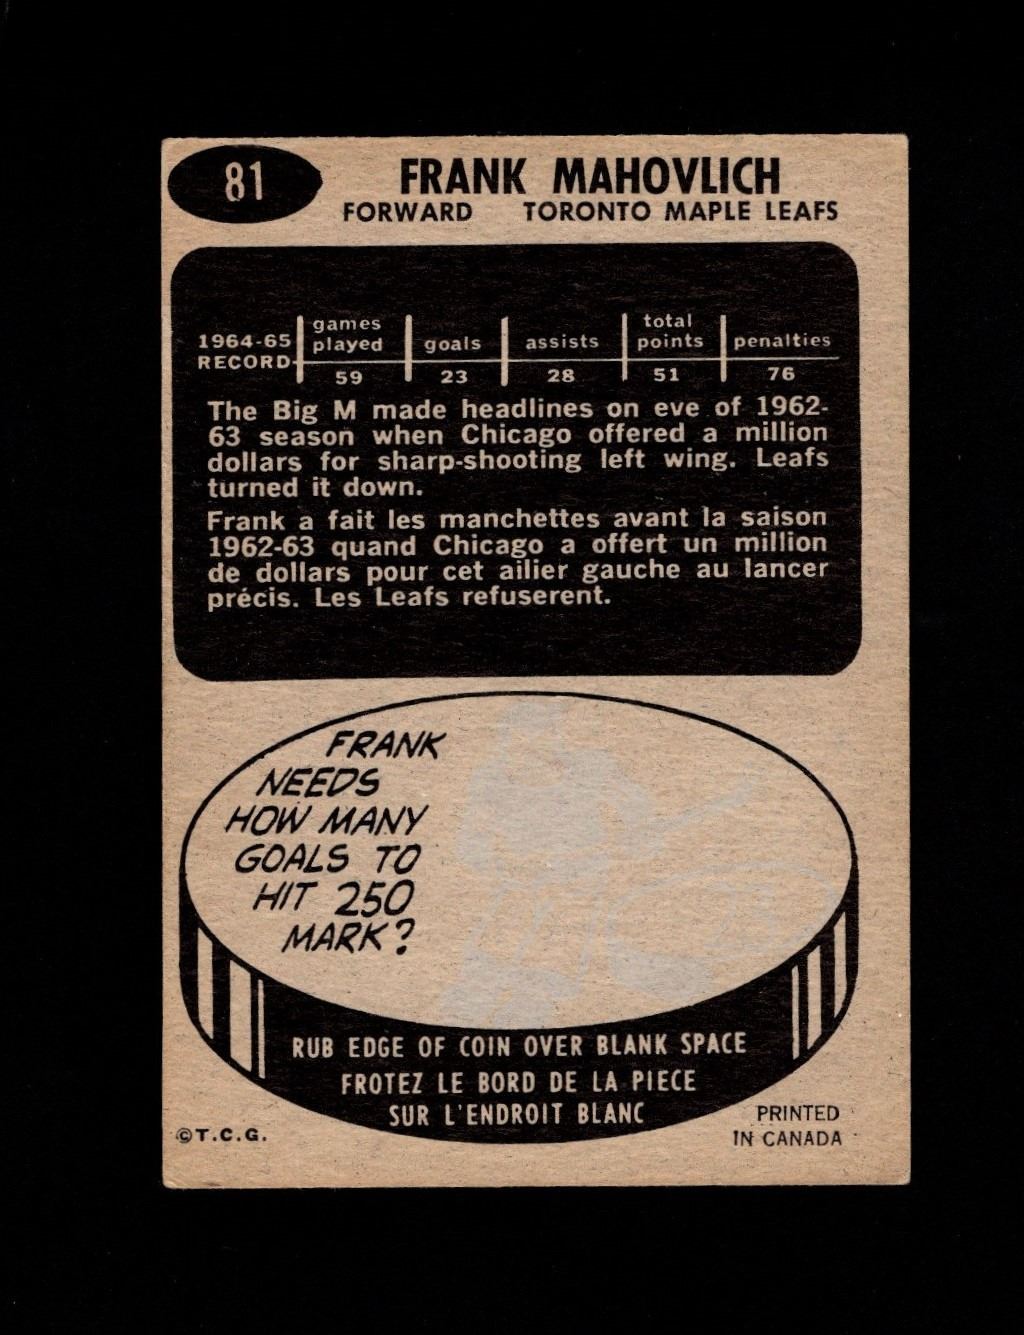 81
FRANK MAHOVLICH
FORWARD TORONTO MAPLE LEAFS
1964-65 RECORD games played goals assists total points penalties
59 23 28 51 76
The Big M made headlines on eve of 1962-
63 season when Chicago offered a million
dollars for sharp-shooting left wing. Leafs
turned it down.
Frank a fait les manchettes avant la saison
1962-63 quand Chicago a offert un million
de dollars pour cet ailier gauche au lancer
précis. Les Leafs refuserent.
FRANK
NEEDS
HOW MANY
GOALS TO
HIT 250
MARK?
RUB EDGE OF COIN OVER BLANK SPACE
FROTEZ LE BORD DE LA PIECE
SUR L'ENDROIT BLANC
©T.C.G.
PRINTED
IN CANADA